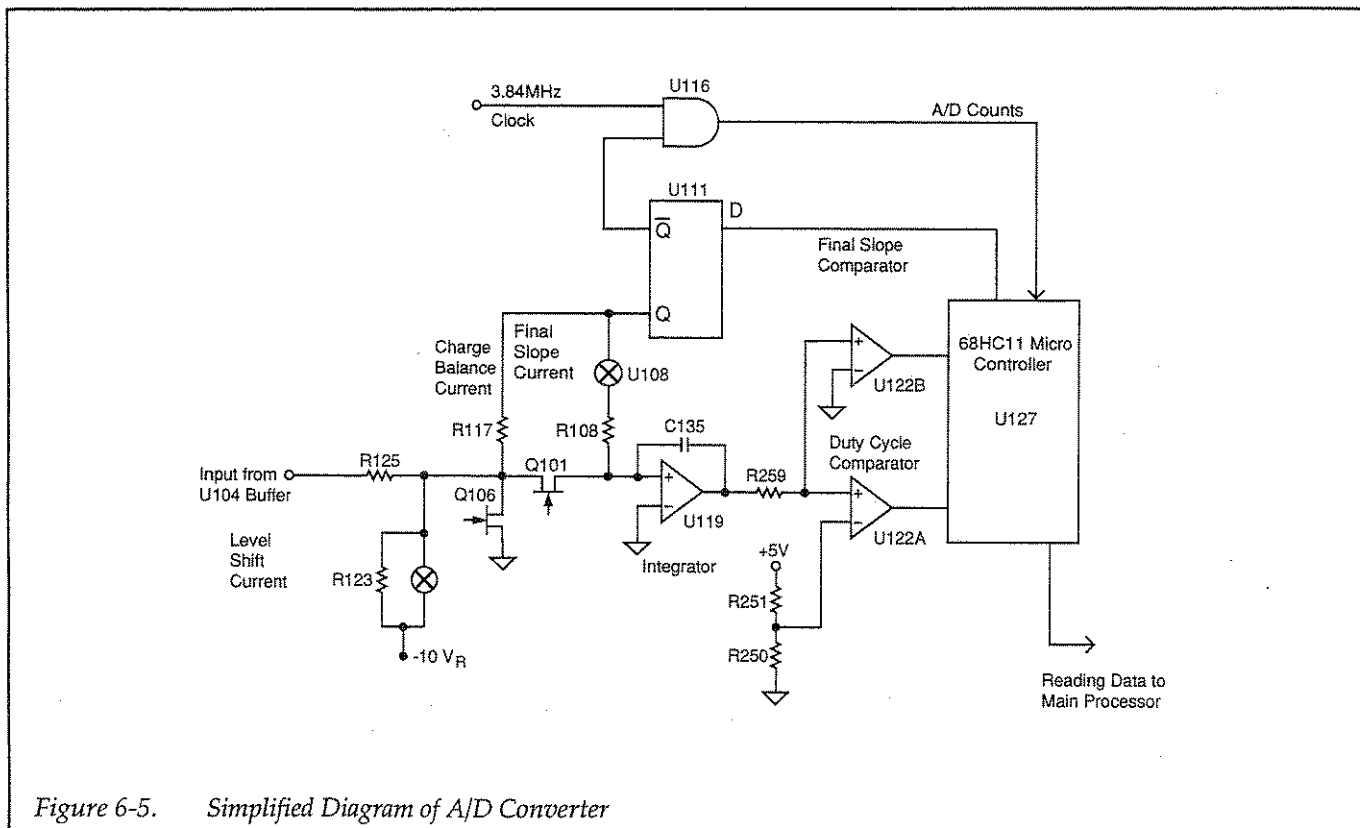 3.84MHz
Clock
U116
A/D Counts
U111
D
Q
Final Slope
Comparator
Q
Charge
Balance
Current
Final
Slope
Current
U108
R117
R108
C135
U122B
68HC11 Micro
Controller
U127
Input from
U104 Buffer
R125
Q101
Q106
U119
Integrator
R259
Duty Cycle
Comparator
U122A
Level
Shift
Current
R123
-10 VR
+5V
R251
R250
Reading Data to
Main Processor
Figure 6-5. Simplified Diagram of A/D Converter